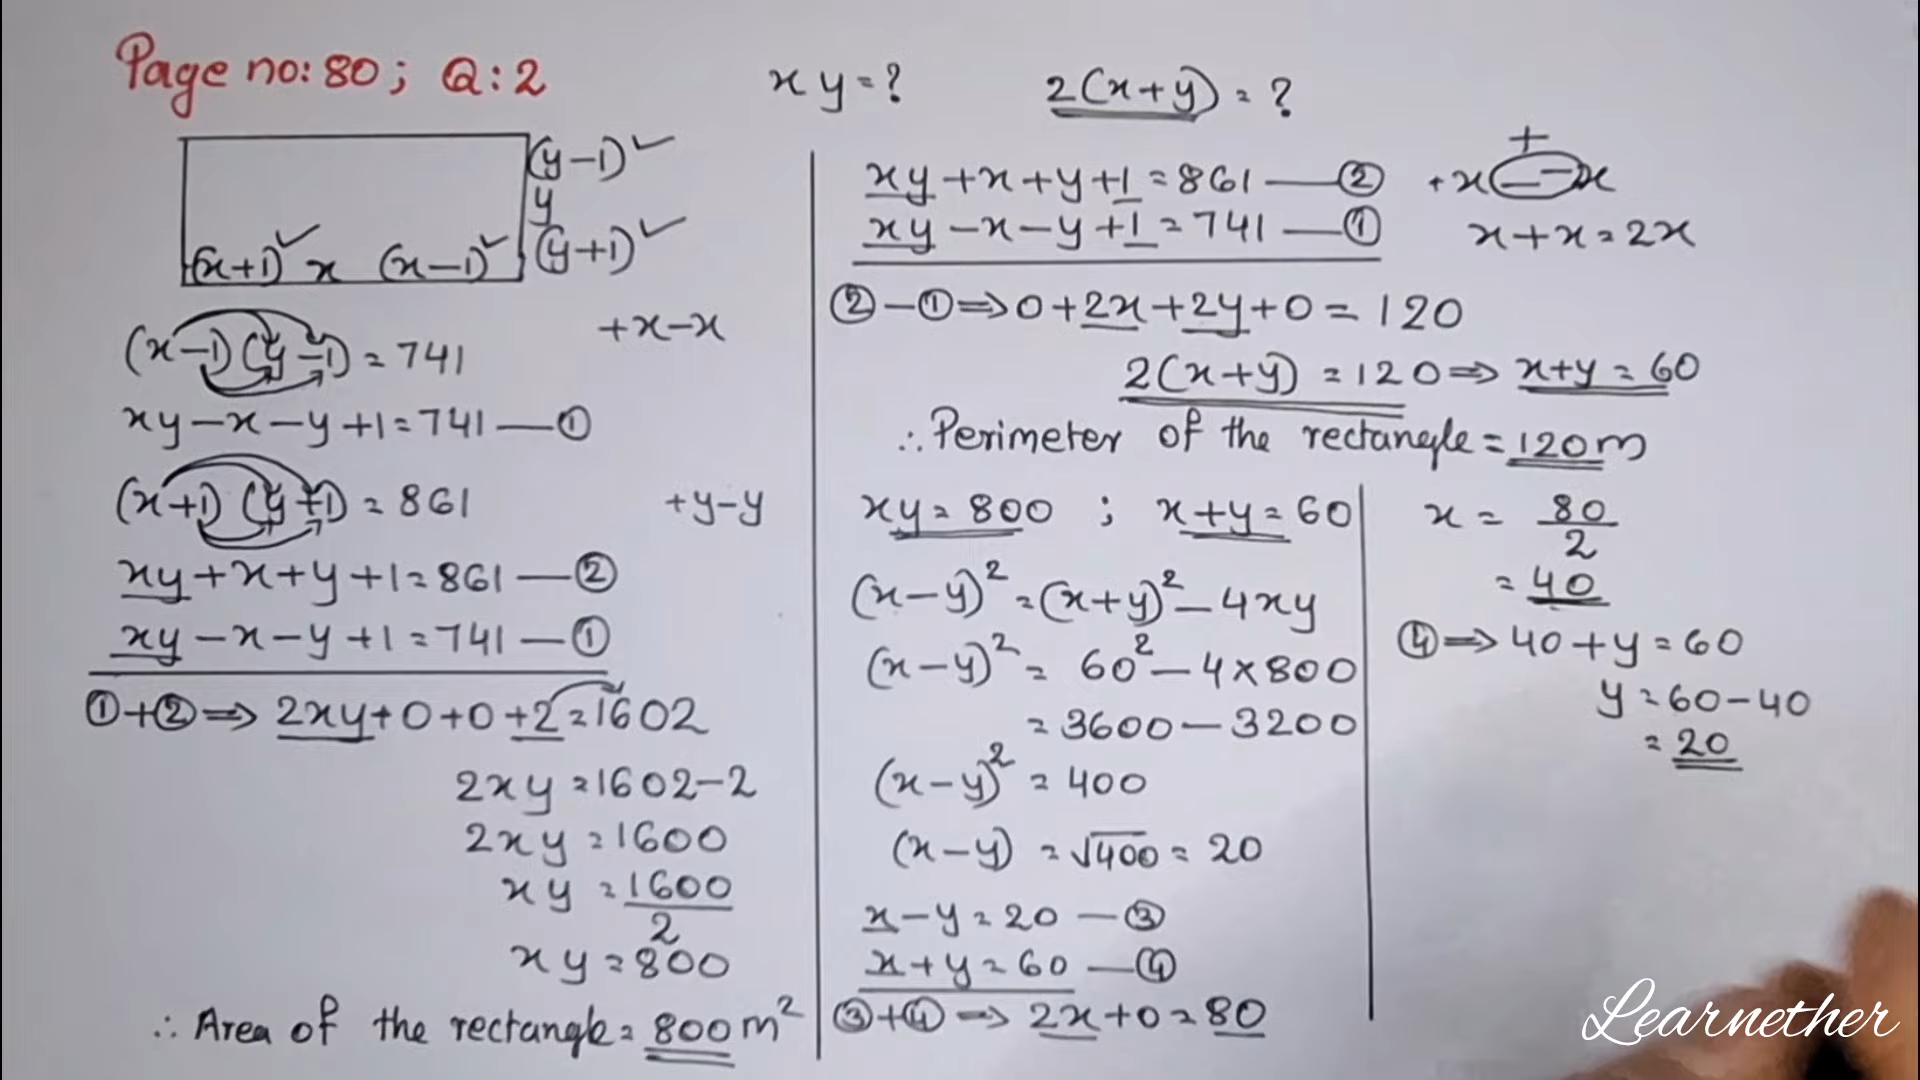 Page no: 80 ; Q : 2
xy = ?
2(x+y) = ?
(y-1) ✓
y
(y+1) ✓
(x+1) ✓ x (x-1) ✓
(x-1)(y-1) = 741
+x-x
xy-x-y+1 = 741 — ①
(x+1)(y+1) = 861
+y-y
xy+x+y+1 = 861 — ②
xy-x-y+1 = 741 — ①
①+② ⇒ 2xy+0+0+2 = 1602
2xy = 1602-2
2xy = 1600
xy = 1600/2
xy = 800
∴ Area of the rectangle = 800 m²
xy+x+y+1 = 861 — ②
xy-x-y+1 = 741 — ①
+
+x - - x
x+x = 2x
②-① ⇒ 0+2x+2y+0 = 120
2(x+y) = 120 ⇒ x+y = 60
∴ Perimeter of the rectangle = 120m
xy = 800 ; x+y = 60
(x-y)² = (x+y)² - 4xy
(x-y)² = 60² - 4×800
= 3600 - 3200
(x-y)² = 400
(x-y) = √400 = 20
x-y = 20 — ③
x+y = 60 — ④
③+④ ⇒ 2x+0 = 80
x = 80/2
= 40
④ ⇒ 40+y = 60
y = 60-40
= 20
Learnether